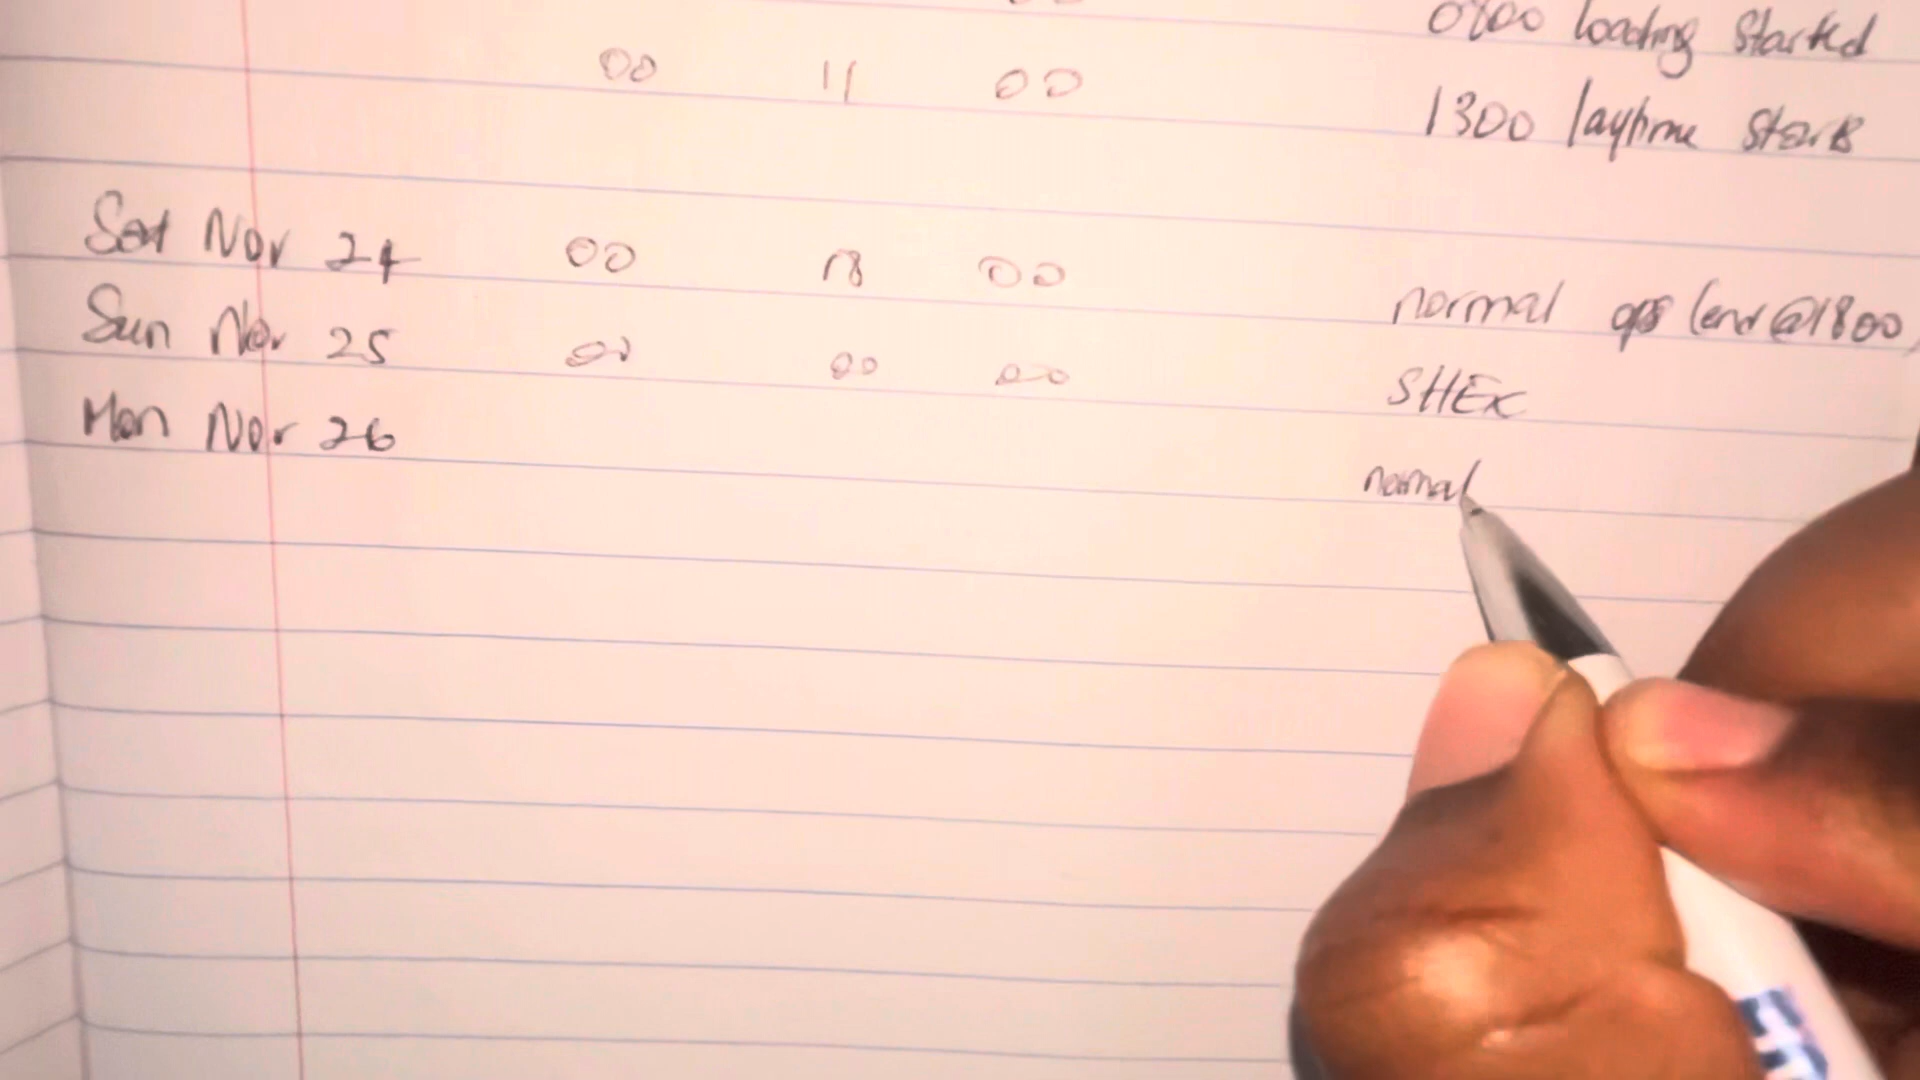 0800 loading started
00 11 00 1300 laytime starts
Sat Nov 24 00 18 00 normal ops (end @1800)
Sun Nov 25 00 00 00 SHEX
Mon Nov 26 normal